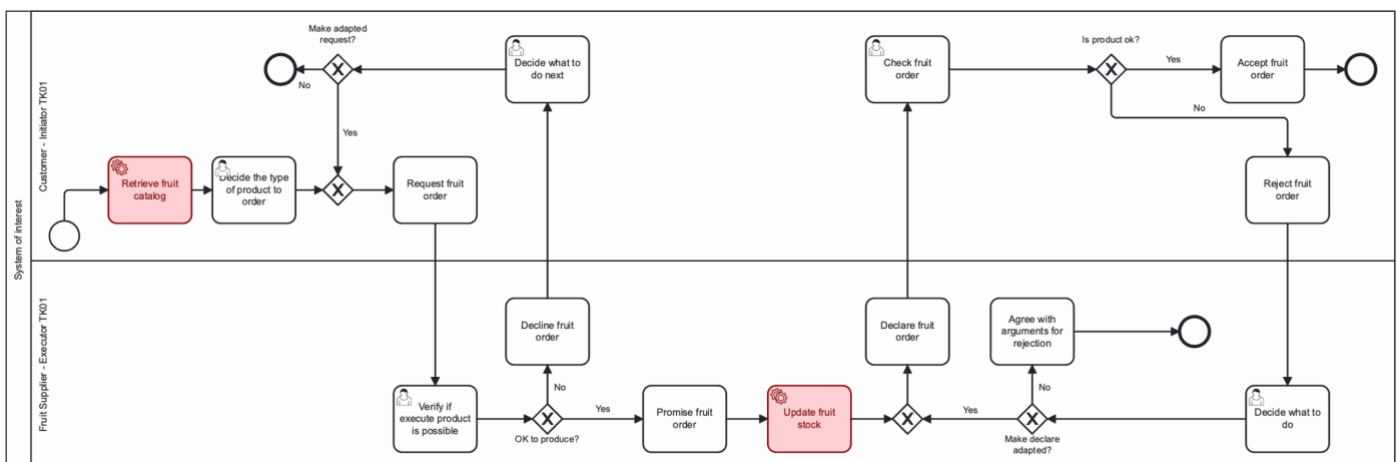 System of interest
Customer - Initiator TK01
Make adapted
request?
No
Yes
Decide what to
do next
Check fruit
order
Is product ok?
Yes
Accept fruit
order
No
Retrieve fruit
catalog
Decide the type
of product to
order
X
X
X
Request fruit
order
Reject fruit
order
Fruit Supplier - Executor TK01
Decline fruit
order
Declare fruit
order
Agree with
arguments for
rejection
Verify if
execute product
is possible
No
X
OK to produce?
Yes
Promise fruit
order
Update fruit
stock
X
Yes
No
X
Make declare
adapted?
Decide what to
do